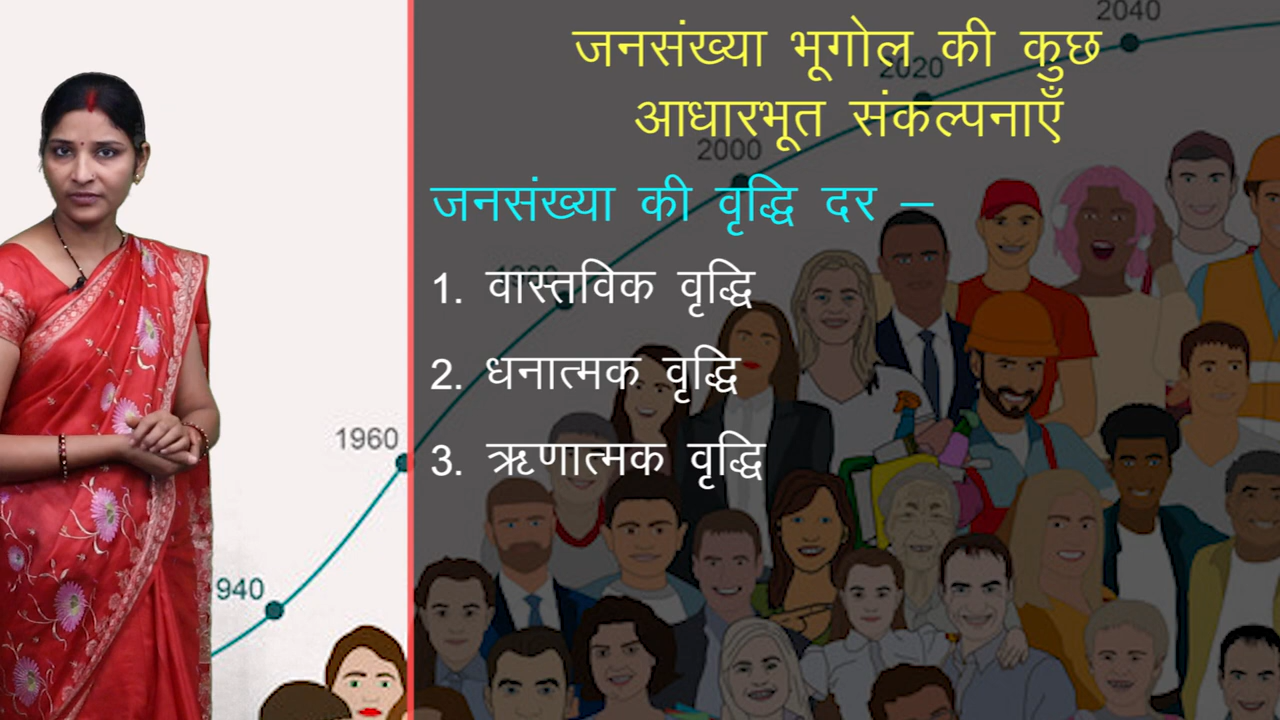 2040
जनसंख्या भूगोल की कुछ
2020
आधारभूत संकल्पनाएँ
2000
जनसंख्या की वृद्धि दर –
1980
1. वास्तविक वृद्धि
2. धनात्मक वृद्धि
1960
3. ऋणात्मक वृद्धि
940